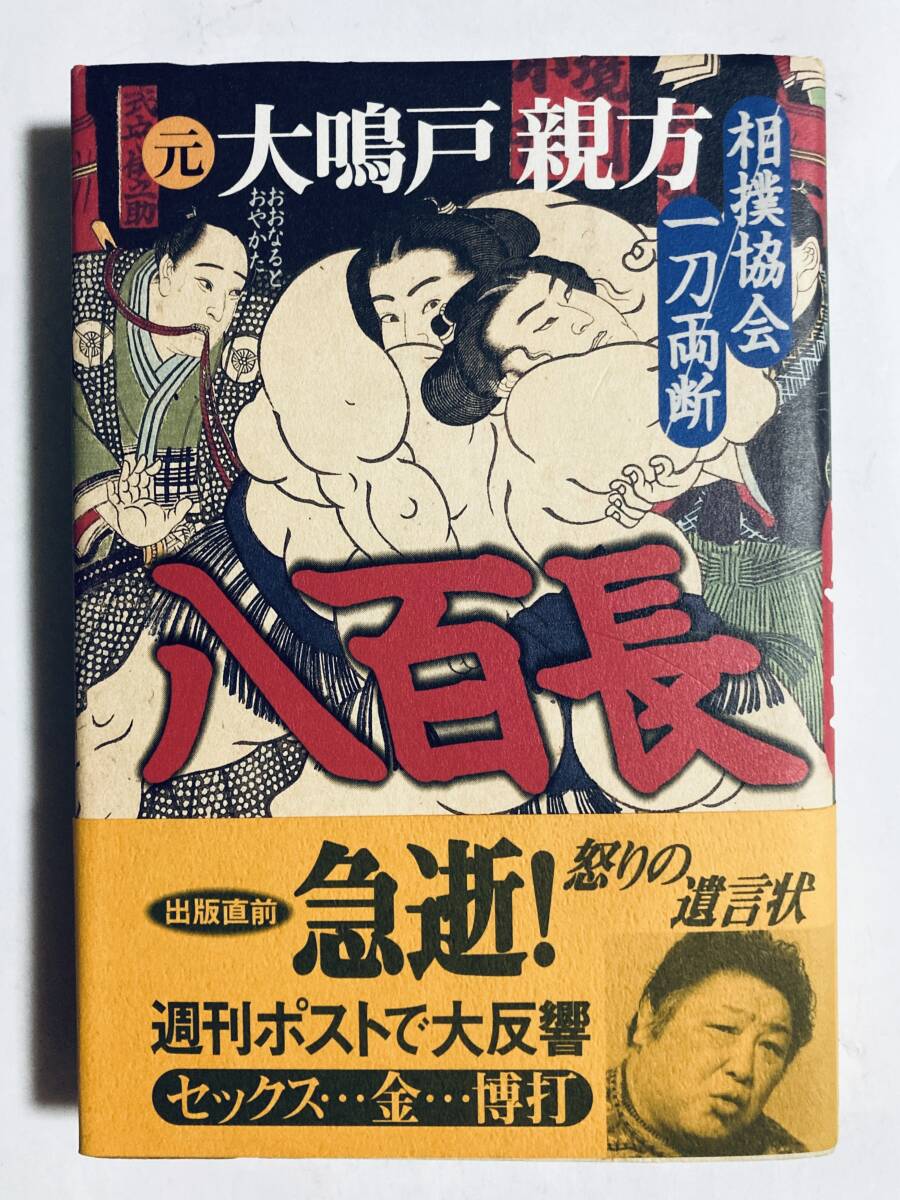 元 大鳴戸親方
おおなると
おやかた
相撲協会
一刀両断
八百長
出版直前
急逝!
怒りの
遺言状
週刊ポストで大反響
セックス…金…博打